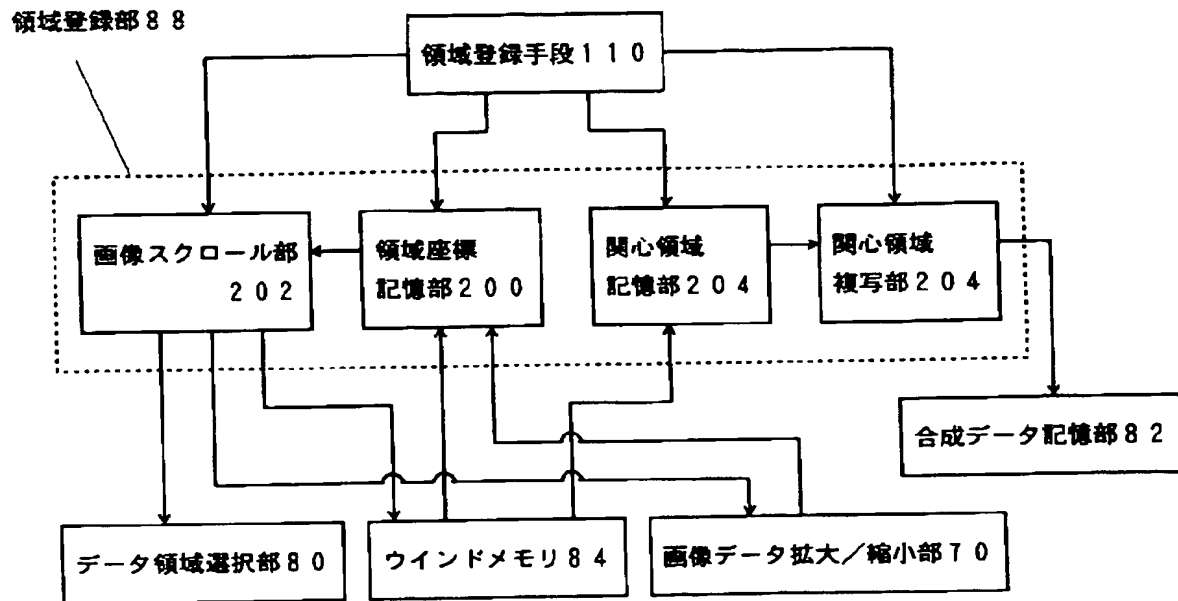 領域登録部88
領域登録手段110
画像スクロール部
202
領域座標
記憶部200
関心領域
記憶部204
関心領域
複写部204
合成データ記憶部82
データ領域選択部80
ウインドメモリ84
画像データ拡大/縮小部70